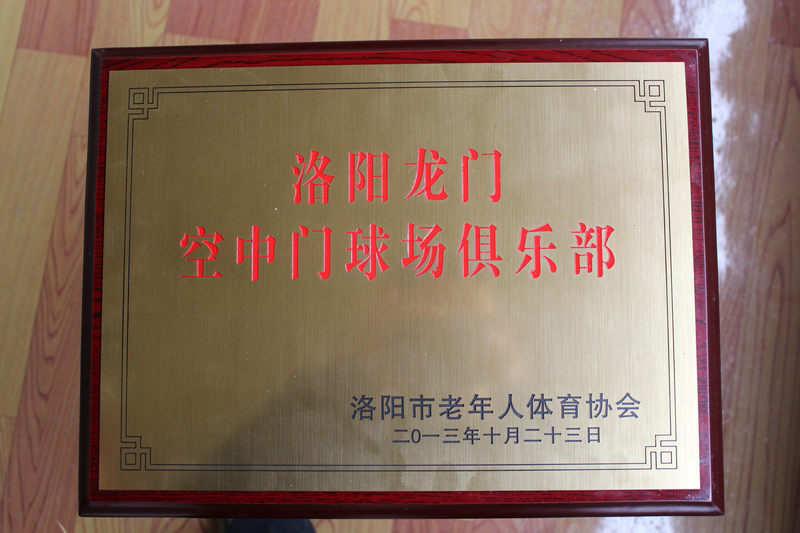 洛阳龙门
空中门球场俱乐部
洛阳市老年人体育协会
二0一三年十月二十三日